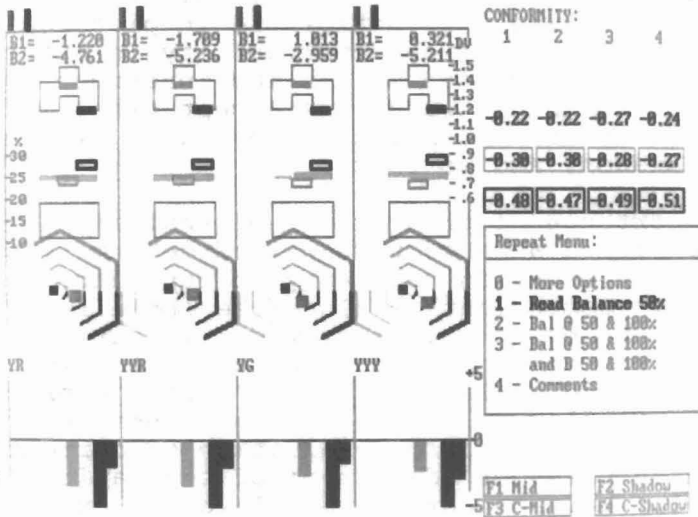 B1= -1.220 B1= -1.709 B1= 1.013 B1= 0.321 DV
B2= -4.761 B2= -5.236 B2= -2.959 B2= -5.211
1.5
1.4
1.3
1.2
1.1
1.0
.9
.8
.7
.6
%
30
25
20
15
10
YR YYR YG YYY
+5
0
-5
CONFORMITY:
1 2 3 4
-0.22 -0.22 -0.27 -0.24
-0.30 -0.30 -0.28 -0.27
-0.48 -0.47 -0.49 -0.51
Repeat Menu:
0 - More Options
1 - Read Balance 50%
2 - Bal @ 50 & 100%
3 - Bal @ 50 & 100%
and B 50 & 100%
4 - Comments
F1 Mid F2 Shadow
F3 C-Mid F4 C-Shadow